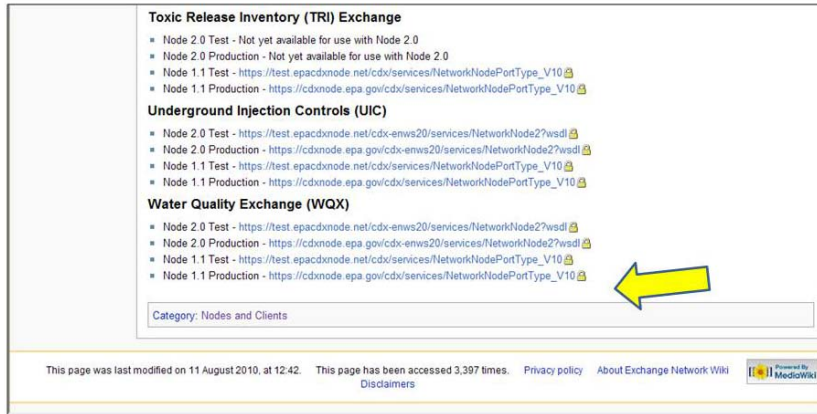 Toxic Release Inventory (TRI) Exchange
Node 2.0 Test - Not yet available for use with Node 2.0
Node 2.0 Production - Not yet available for use with Node 2.0
Node 1.1 Test - https://test.epacdxnode.net/cdx/services/NetworkNodePortType_V10
Node 1.1 Production - https://cdxnode.epa.gov/cdx/services/NetworkNodePortType_V10
Underground Injection Controls (UIC)
Node 2.0 Test - https://test.epacdxnode.net/cdx-enws20/services/NetworkNode2?wsdl
Node 2.0 Production - https://cdxnode.epa.gov/cdx-enws20/services/NetworkNode2?wsdl
Node 1.1 Test - https://test.epacdxnode.net/cdx/services/NetworkNodePortType_V10
Node 1.1 Production - https://cdxnode.epa.gov/cdx/services/NetworkNodePortType_V10
Water Quality Exchange (WQX)
Node 2.0 Test - https://test.epacdxnode.net/cdx-enws20/services/NetworkNode2?wsdl
Node 2.0 Production - https://cdxnode.epa.gov/cdx-enws20/services/NetworkNode2?wsdl
Node 1.1 Test - https://test.epacdxnode.net/cdx/services/NetworkNodePortType_V10
Node 1.1 Production - https://cdxnode.epa.gov/cdx/services/NetworkNodePortType_V10
Category: Nodes and Clients
This page was last modified on 11 August 2010, at 12:42. This page has been accessed 3,397 times. Privacy policy About Exchange Network Wiki
Disclaimers
Powered By
MediaWiki